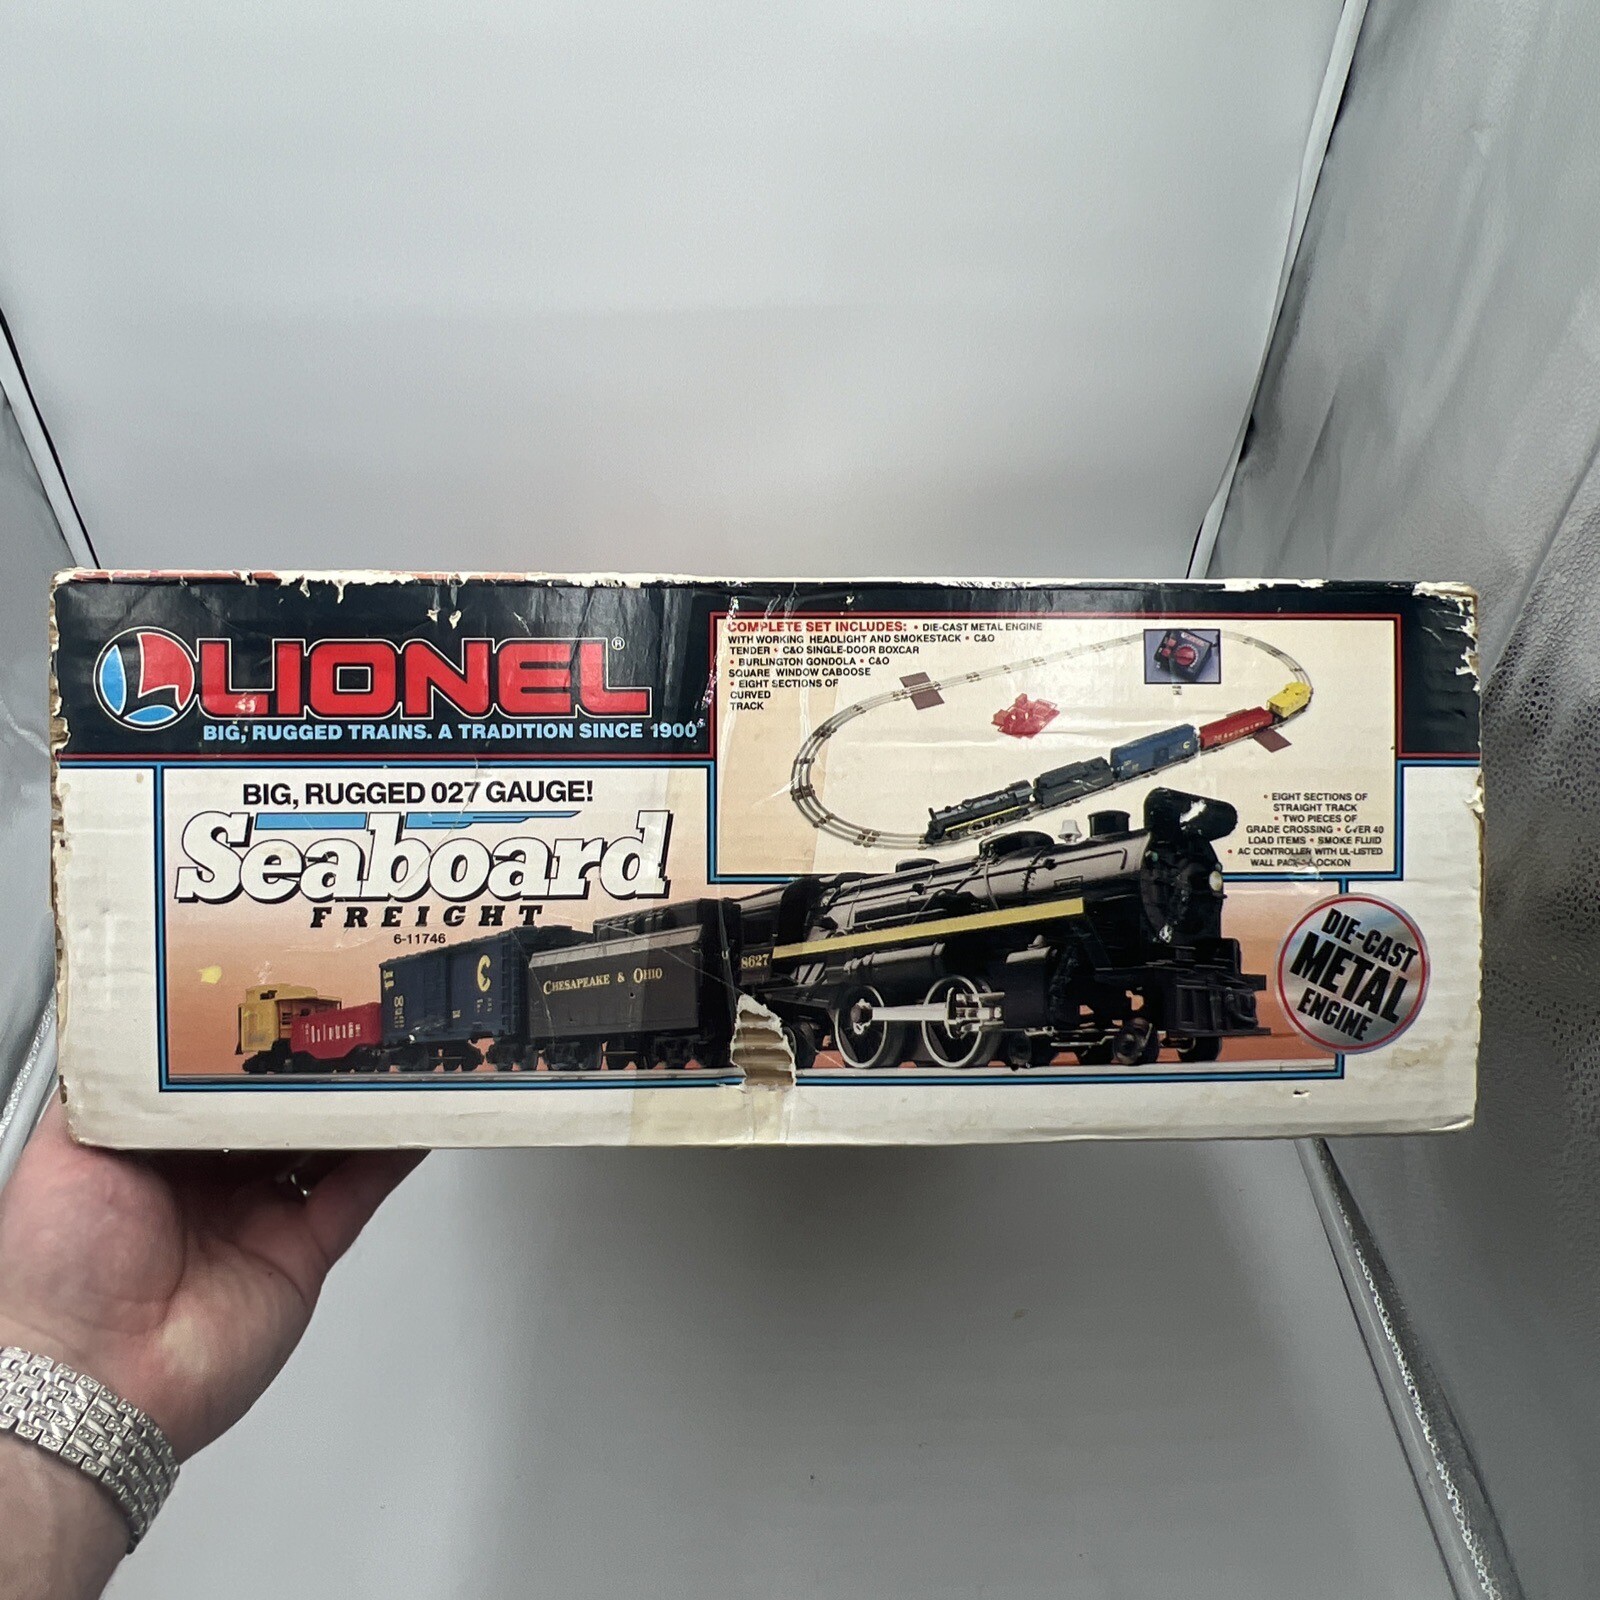 LIONEL®
BIG, RUGGED TRAINS. A TRADITION SINCE 1900
BIG, RUGGED 027 GAUGE!
Seaboard
FREIGHT
6-11746
COMPLETE SET INCLUDES: • DIE-CAST METAL ENGINE
WITH WORKING HEADLIGHT AND SMOKESTACK • C&O
TENDER • C&O SINGLE-DOOR BOXCAR
• BURLINGTON GONDOLA • C&O
SQUARE WINDOW CABOOSE
• EIGHT SECTIONS OF
CURVED
TRACK
• EIGHT SECTIONS OF
STRAIGHT TRACK
• TWO PIECES OF
GRADE CROSSING • OVER 40
LOAD ITEMS • SMOKE FLUID
• AC CONTROLLER WITH UL-LISTED
WALL
CHESAPEAKE & OHIO
8627
C
DIE-CAST
METAL
ENGINE